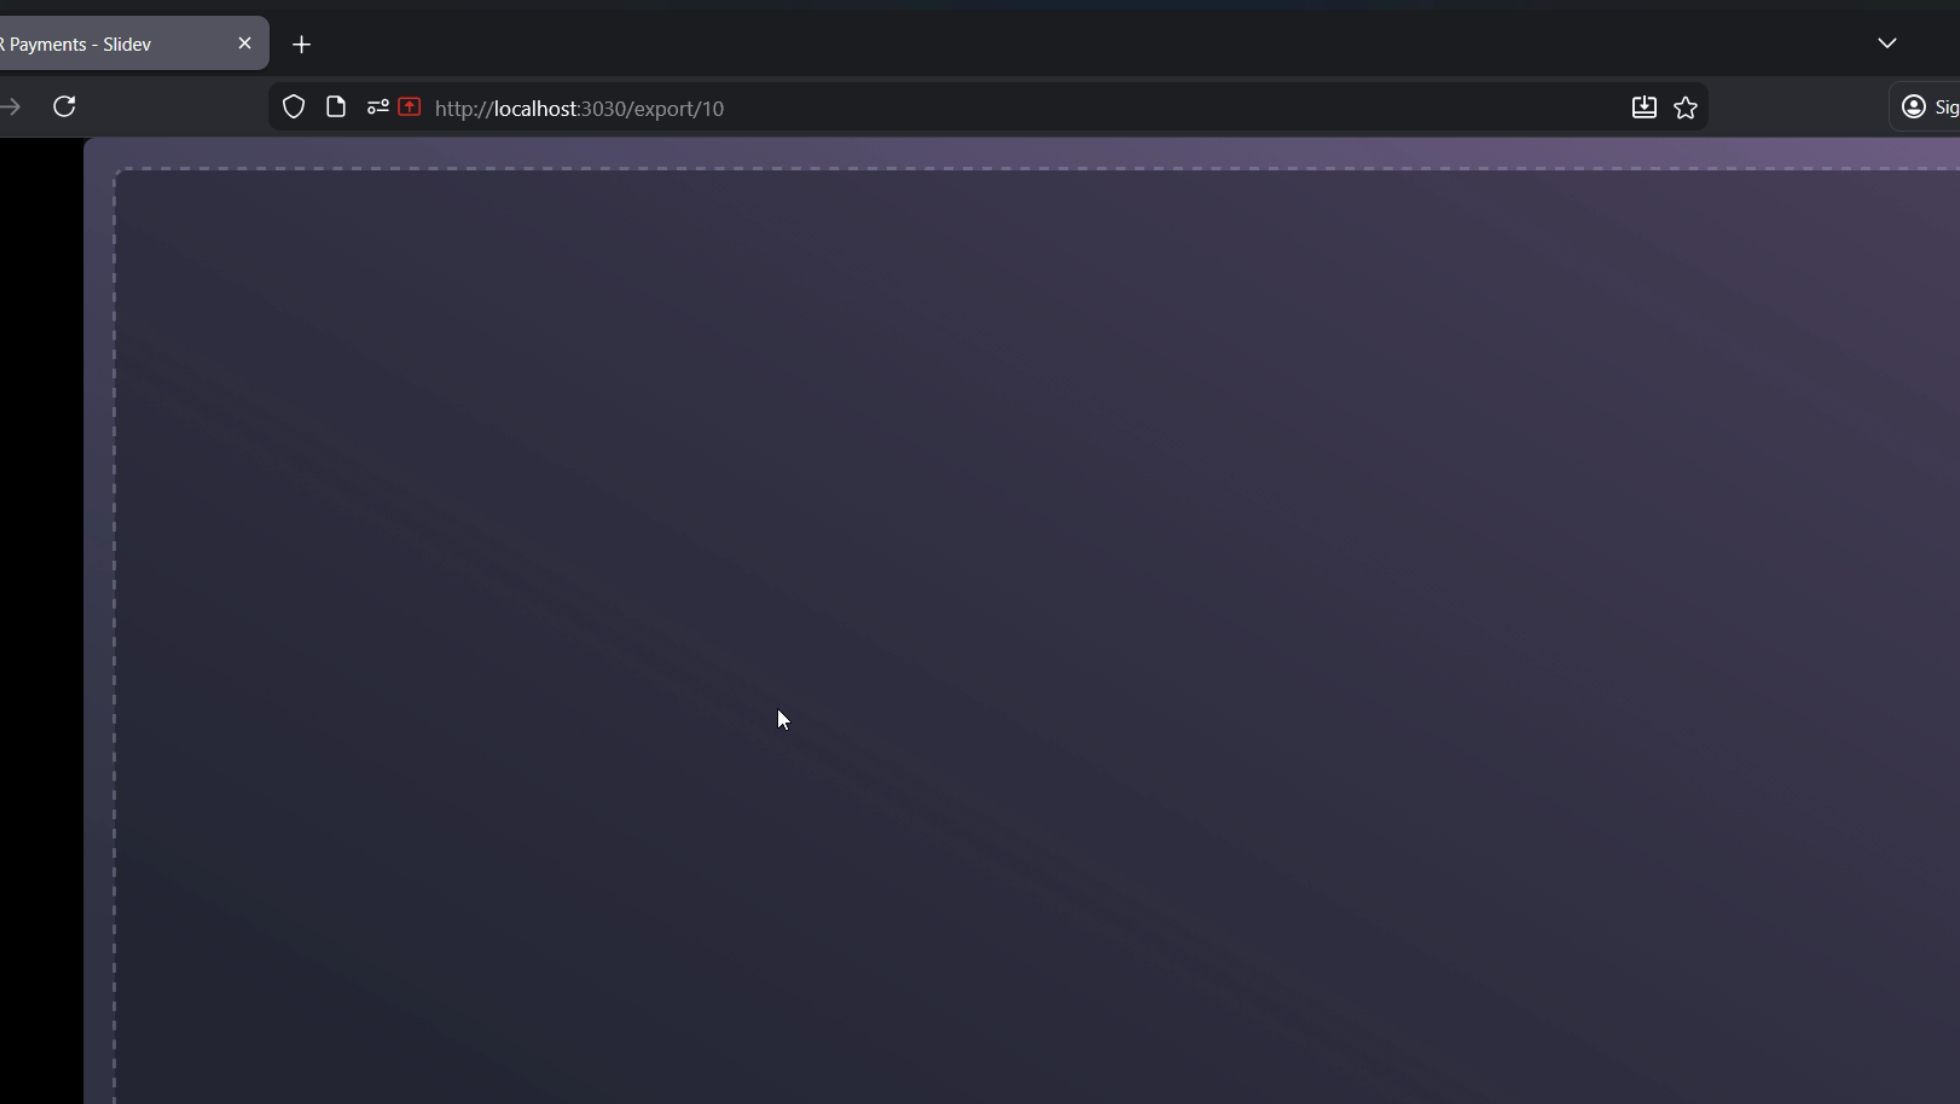 R Payments - Slidev
http://localhost:3030/export/10
Sig